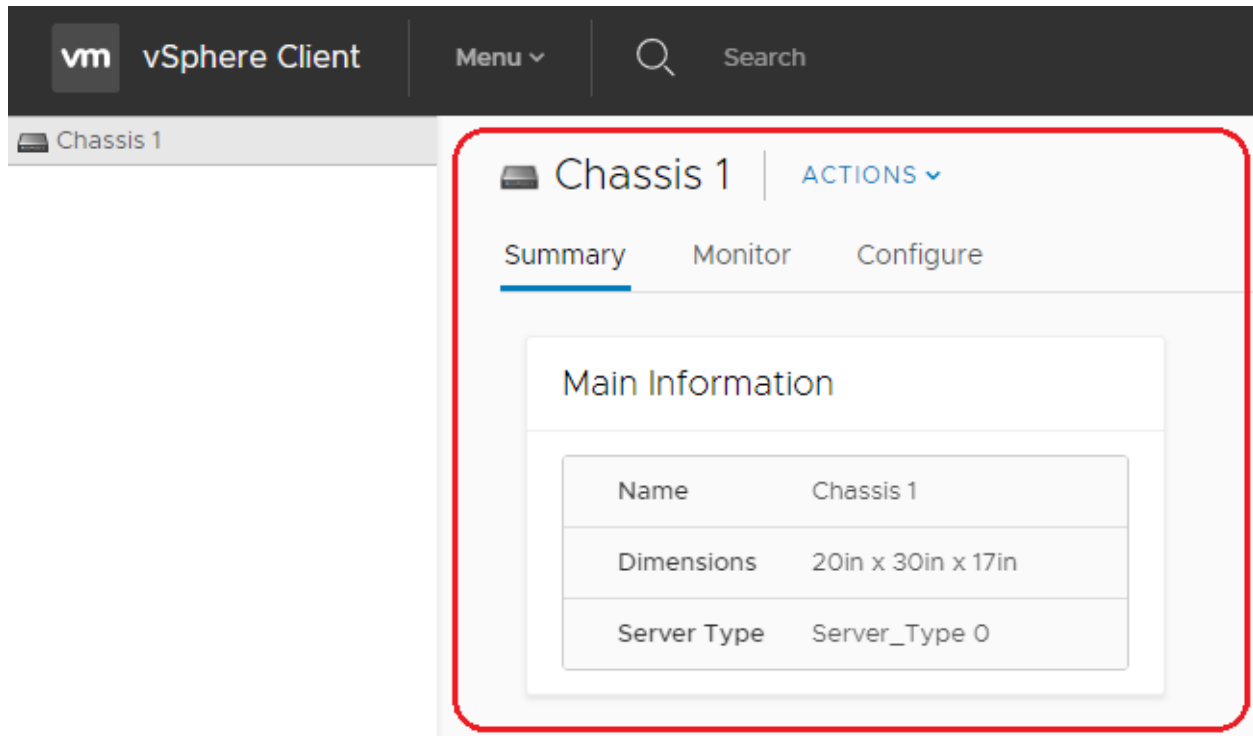 vm vSphere Client Menu Search
Chassis 1
Chassis 1 ACTIONS
Summary Monitor Configure
Main Information
Name Chassis 1
Dimensions 20in x 30in x 17in
Server Type Server_Type 0